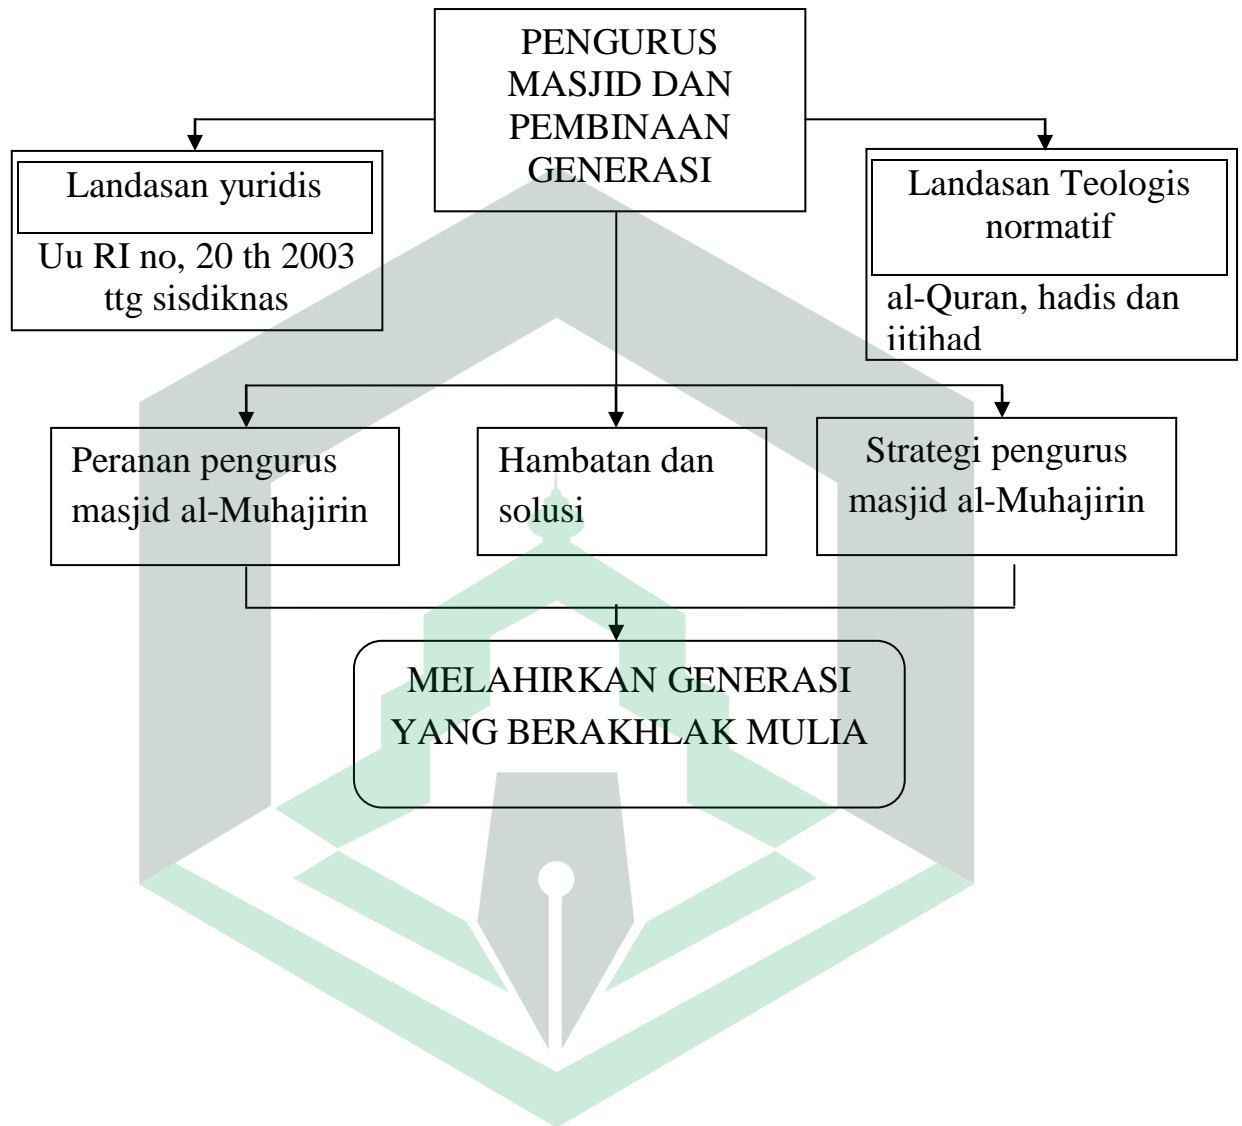 PENGURUS
MASJID DAN
PEMBINAAN
GENERASI
Landasan yuridis
Uu RI no, 20 th 2003
ttg sisdiknas
Landasan Teologis
normatif
al-Quran, hadis dan
ijtihad
Peranan pengurus
masjid al-Muhajirin
Hambatan dan
solusi
Strategi pengurus
masjid al-Muhajirin
MELAHIRKAN GENERASI
YANG BERAKHLAK MULIA